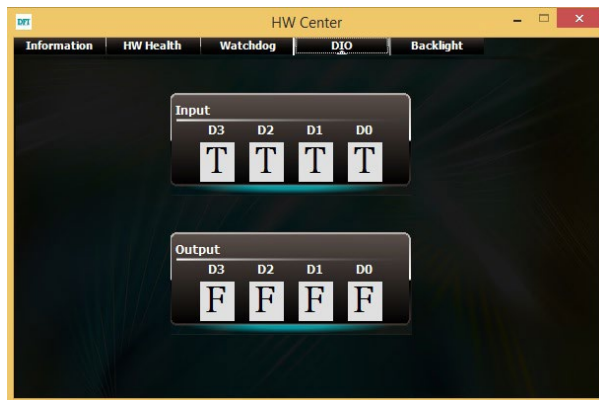 DFI HW Center
Information HW Health Watchdog DIO Backlight
Input
D3 D2 D1 D0
T T T T
Output
D3 D2 D1 D0
F F F F